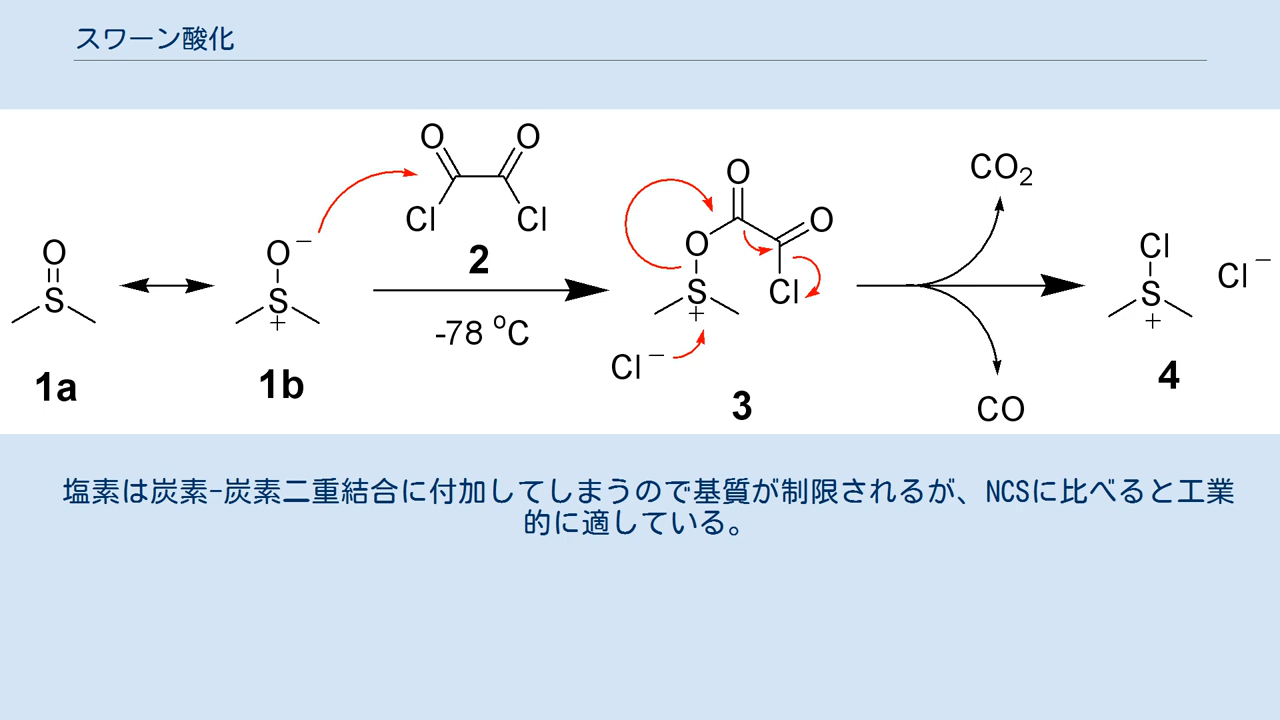 スワーン酸化
O O
O CO2
O Cl Cl O
O O − 2 O Cl Cl −
S S + -78 oC S + Cl S +
Cl −
1a 1b 3 CO 4
塩素は炭素-炭素二重結合に付加してしまうので基質が制限されるが、NCSに比べると工業
的に適している。